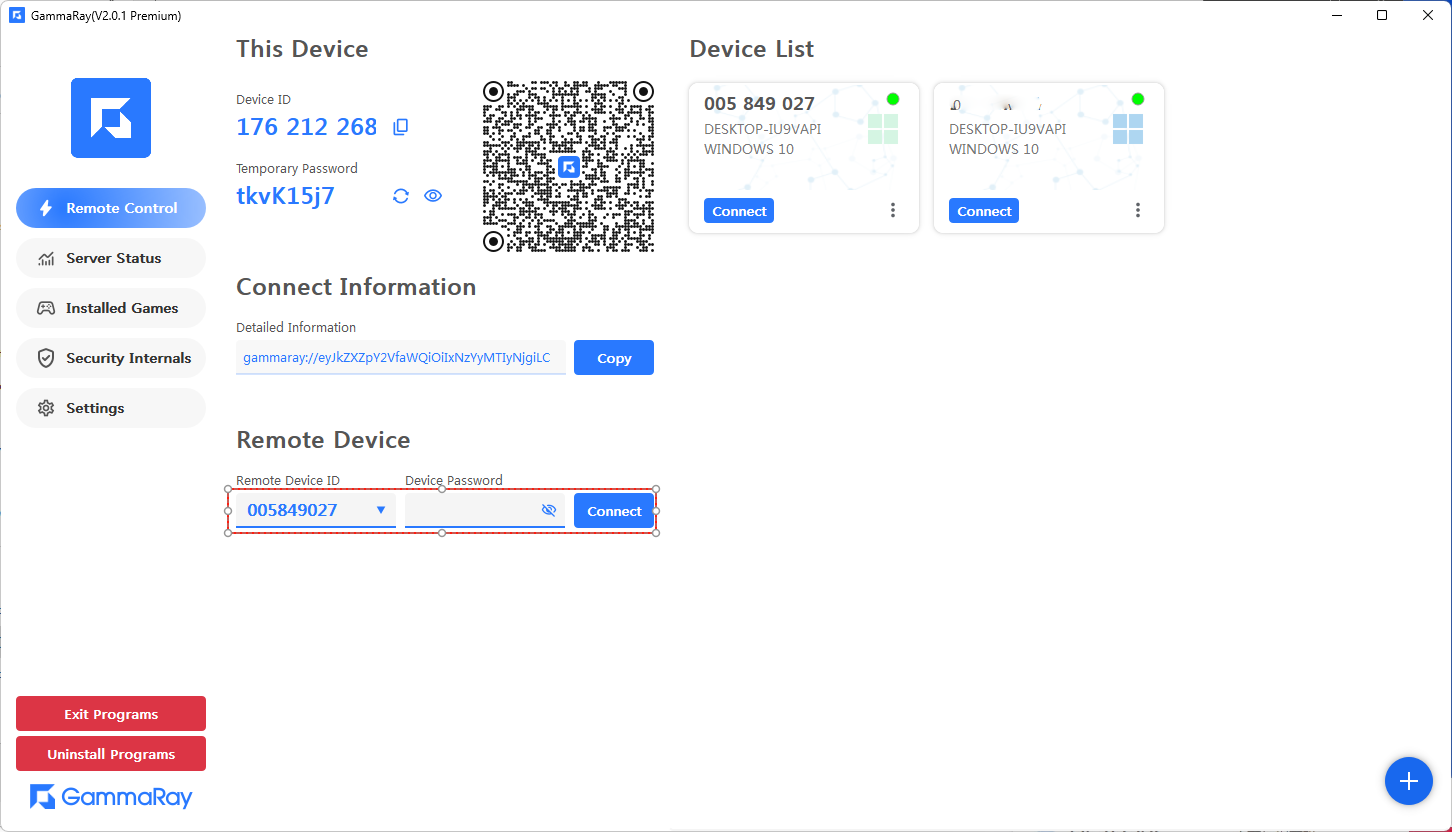 GammaRay(V2.0.1 Premium)
Remote Control
Server Status
Installed Games
Security Internals
Settings
Exit Programs
Uninstall Programs
GammaRay
This Device
Device ID
176 212 268
Temporary Password
tkvK15j7
Connect Information
Detailed Information
gammaray://eyJkZXZpY2VfaWQiOiIxNzYyMTIyNjgiLC
Copy
Remote Device
Remote Device ID
Device Password
005849027
Connect
Device List
005 849 027
DESKTOP-IU9VAPI
WINDOWS 10
Connect
DESKTOP-IU9VAPI
WINDOWS 10
Connect